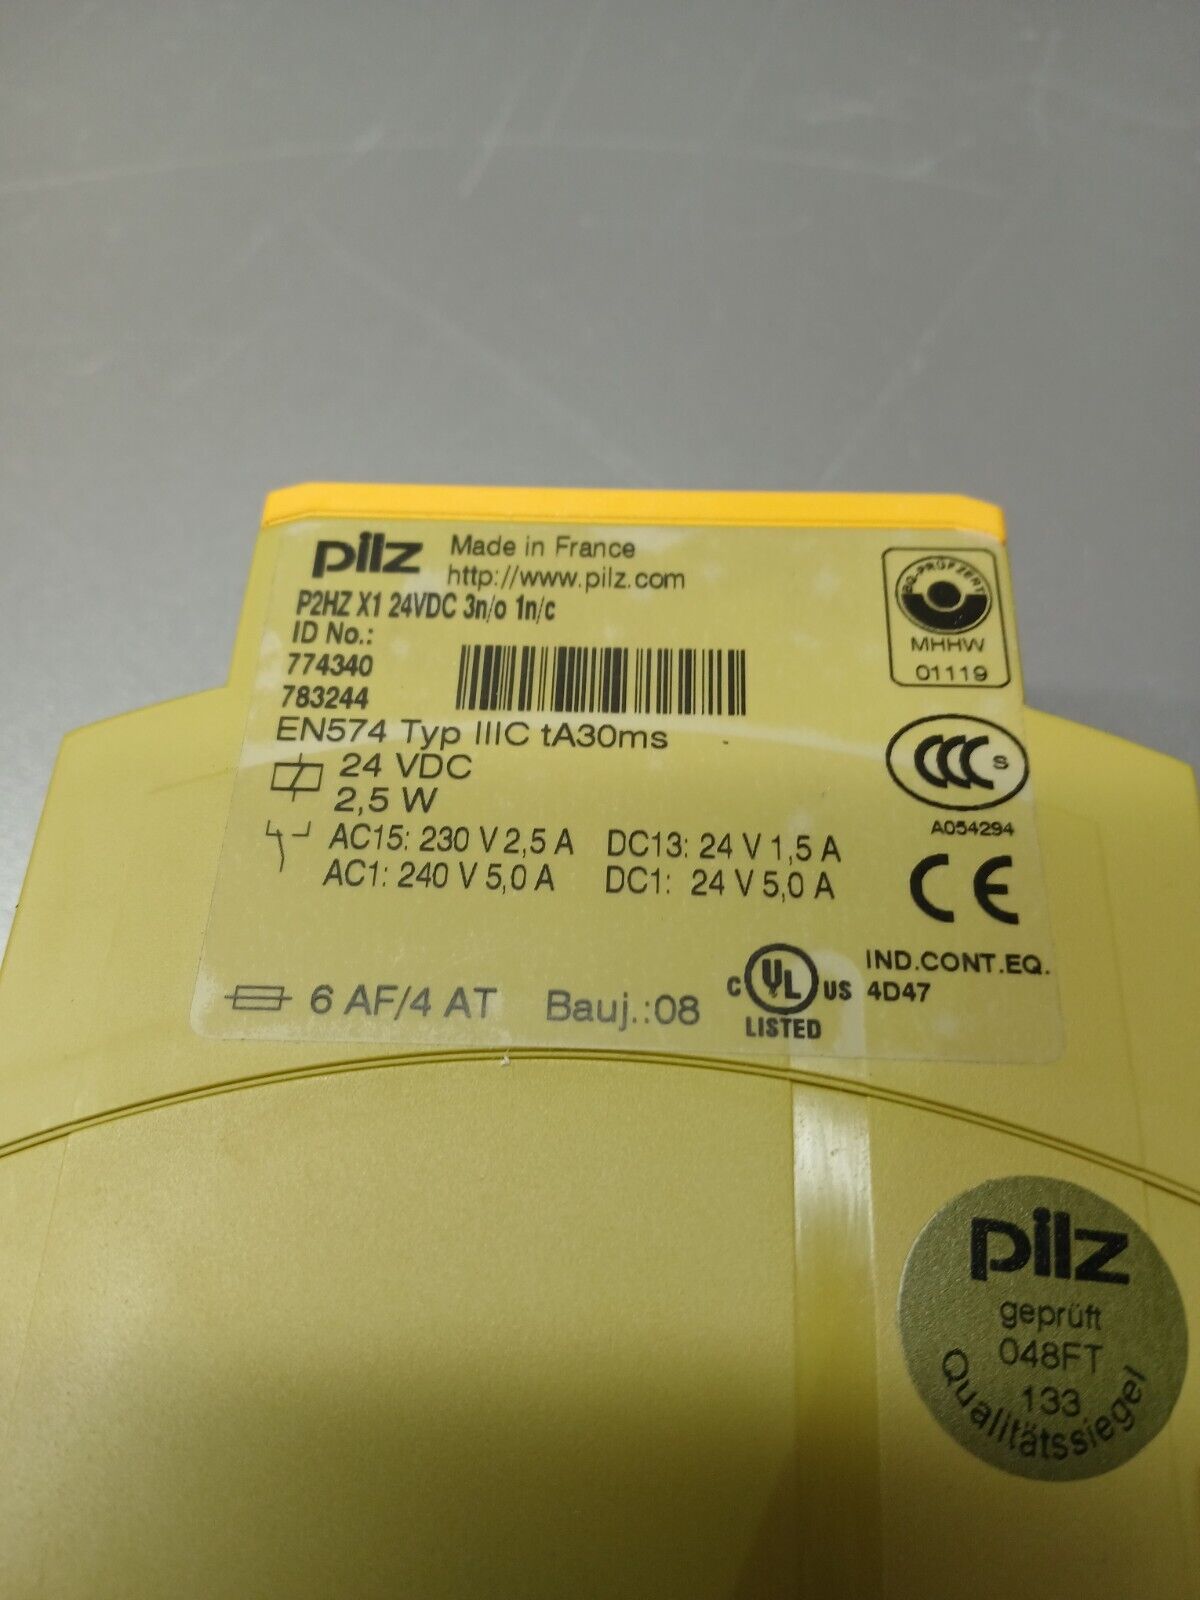 pilz
Made in France
http://www.pilz.com
P2HZ X1 24VDC 3n/o 1n/c
ID No.:
774340
783244
EN574 Typ IIIC tA30ms
24 VDC
2,5 W
AC15: 230 V 2,5 A DC13: 24 V 1,5 A
AC1: 240 V 5,0 A DC1: 24 V 5,0 A
6 AF/4 AT Bauj.:08
BG-PRÜFZERT
MHHW
01119
CCC S
A054294
CE
C UL US
LISTED
IND.CONT.EQ.
4D47
pilz
geprüft
048FT
133
Qualitätssiegel